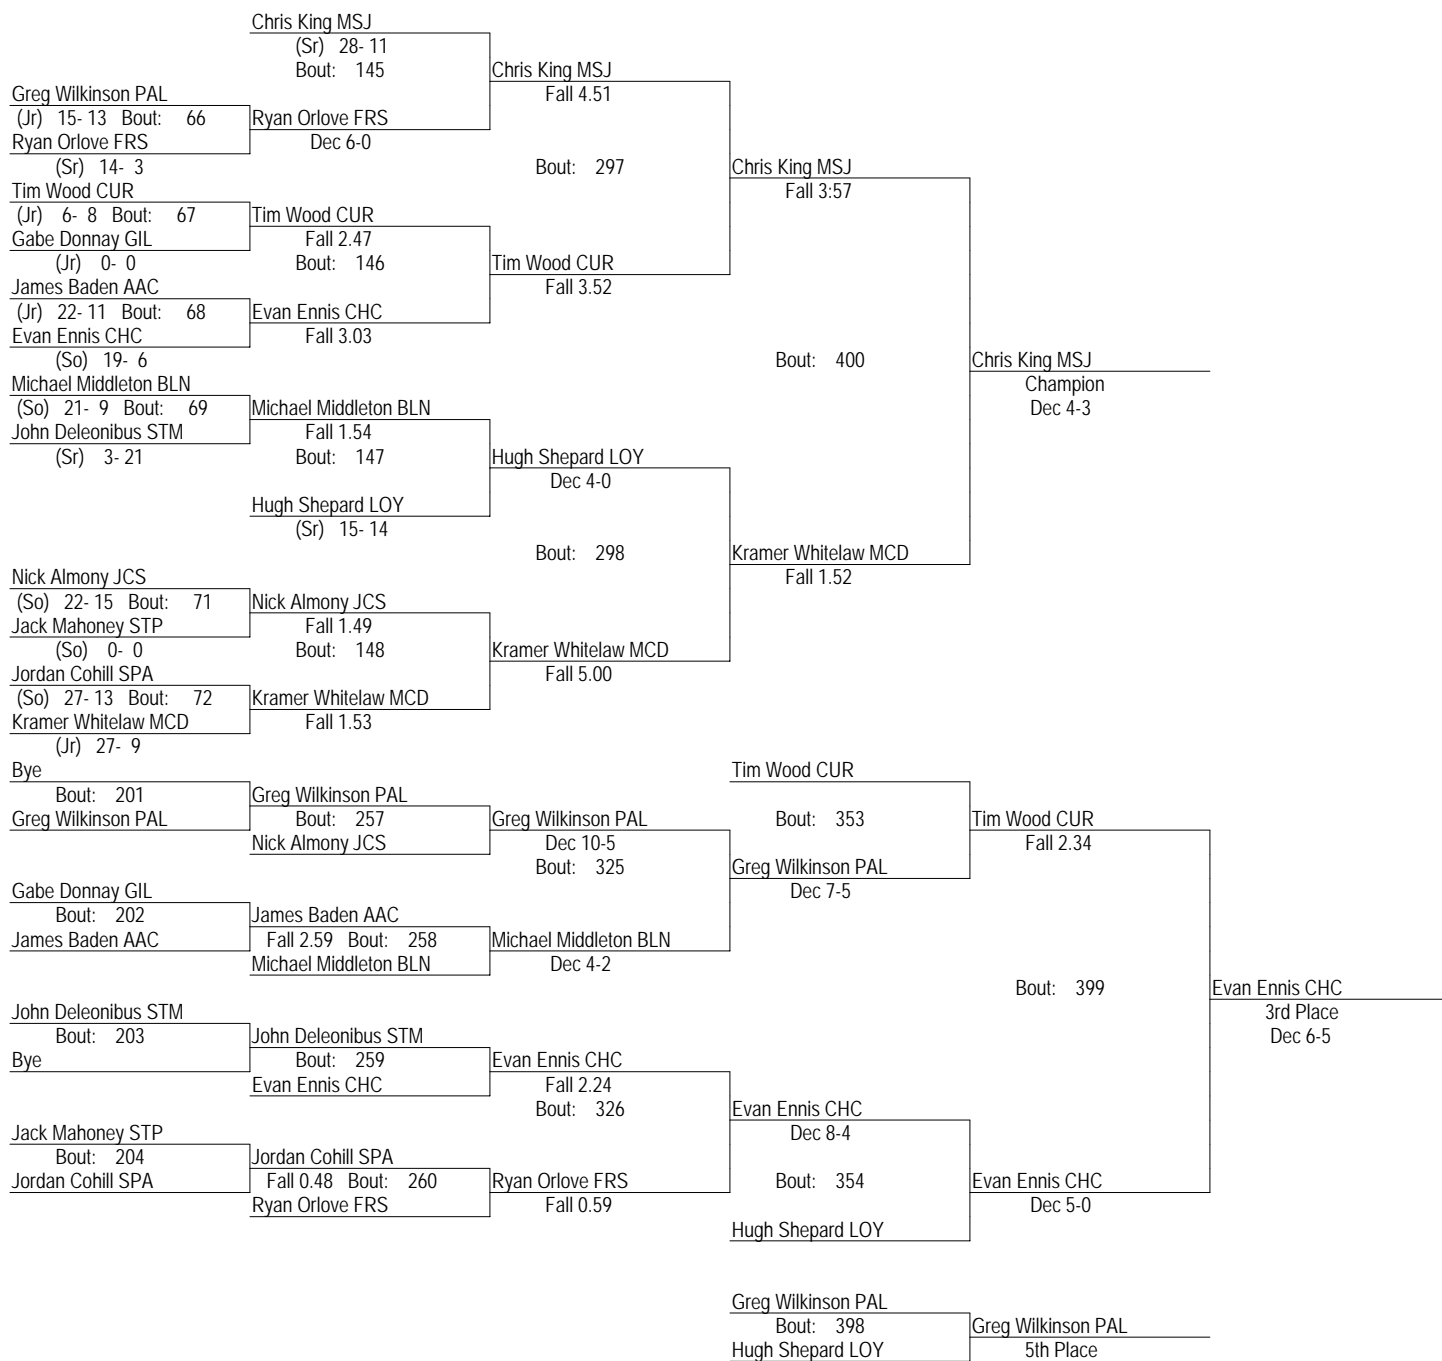 Chris King MSJ
(Sr) 28- 11
Bout: 145
Chris King MSJ
Fall 4.51
Greg Wilkinson PAL
(Jr) 15- 13 Bout: 66
Ryan Orlove FRS
Ryan Orlove FRS
Dec 6-0
(Sr) 14- 3
Bout: 297
Chris King MSJ
Fall 3:57
Tim Wood CUR
(Jr) 6- 8 Bout: 67
Tim Wood CUR
Gabe Donnay GIL
Fall 2.47
(Jr) 0- 0
Bout: 146
Tim Wood CUR
Fall 3.52
James Baden AAC
(Jr) 22- 11 Bout: 68
Evan Ennis CHC
Evan Ennis CHC
Fall 3.03
(So) 19- 6
Bout: 400
Chris King MSJ
Champion
Dec 4-3
Michael Middleton BLN
(So) 21- 9 Bout: 69
Michael Middleton BLN
John Deleonibus STM
Fall 1.54
(Sr) 3- 21
Bout: 147
Hugh Shepard LOY
Dec 4-0
Hugh Shepard LOY
(Sr) 15- 14
Bout: 298
Kramer Whitelaw MCD
Fall 1.52
Nick Almony JCS
(So) 22- 15 Bout: 71
Nick Almony JCS
Jack Mahoney STP
Fall 1.49
(So) 0- 0
Bout: 148
Kramer Whitelaw MCD
Fall 5.00
Jordan Cohill SPA
(So) 27- 13 Bout: 72
Kramer Whitelaw MCD
Kramer Whitelaw MCD
Fall 1.53
(Jr) 27- 9
Bye
Bout: 201
Greg Wilkinson PAL
Greg Wilkinson PAL
Bout: 257
Nick Almony JCS
Greg Wilkinson PAL
Dec 10-5
Bout: 325
Tim Wood CUR
Bout: 353
Tim Wood CUR
Fall 2.34
Greg Wilkinson PAL
Dec 7-5
Gabe Donnay GIL
Bout: 202
James Baden AAC
James Baden AAC
Fall 2.59 Bout: 258
Michael Middleton BLN
Michael Middleton BLN
Dec 4-2
Bout: 399
Evan Ennis CHC
3rd Place
Dec 6-5
John Deleonibus STM
Bout: 203
Bye
John Deleonibus STM
Bout: 259
Evan Ennis CHC
Evan Ennis CHC
Fall 2.24
Bout: 326
Evan Ennis CHC
Dec 8-4
Jack Mahoney STP
Bout: 204
Jordan Cohill SPA
Jordan Cohill SPA
Fall 0.48 Bout: 260
Ryan Orlove FRS
Ryan Orlove FRS
Fall 0.59
Bout: 354
Evan Ennis CHC
Dec 5-0
Hugh Shepard LOY
Greg Wilkinson PAL
Bout: 398
Greg Wilkinson PAL
Hugh Shepard LOY
5th Place